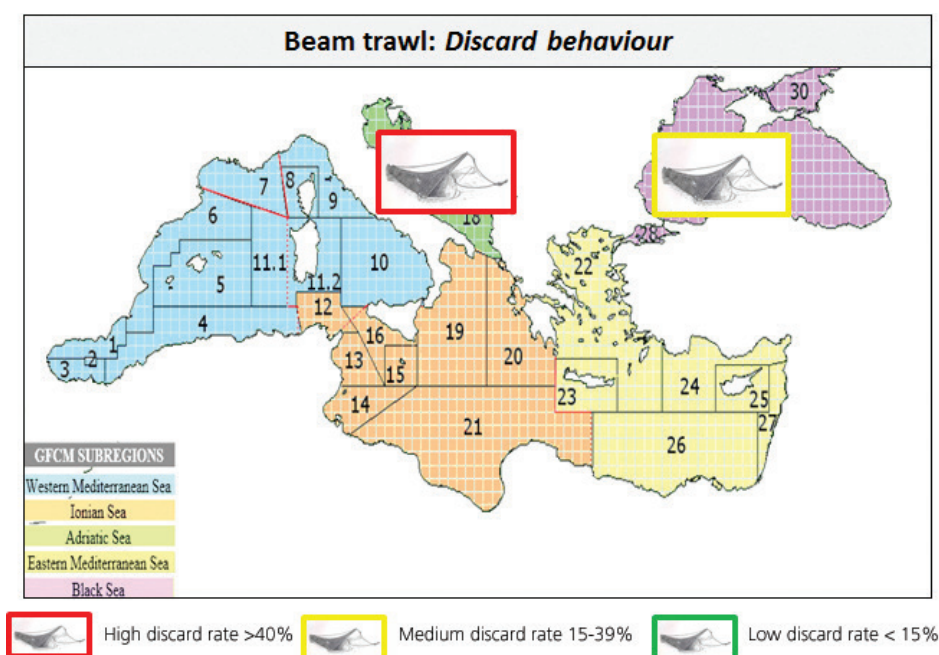 Beam trawl: Discard behaviour
30
7
8
9
6
18
28
22
11.1
10
5
11.2
12
4
19
16
1
20
2
3
13
15
24
23
25
14
27
21
26
GFCM SUBREGIONS
Western Mediterranean Sea
Ionian Sea
Adriatic Sea
Eastern Mediterranean Sea
Black Sea
High discard rate >40%
Medium discard rate 15-39%
Low discard rate < 15%